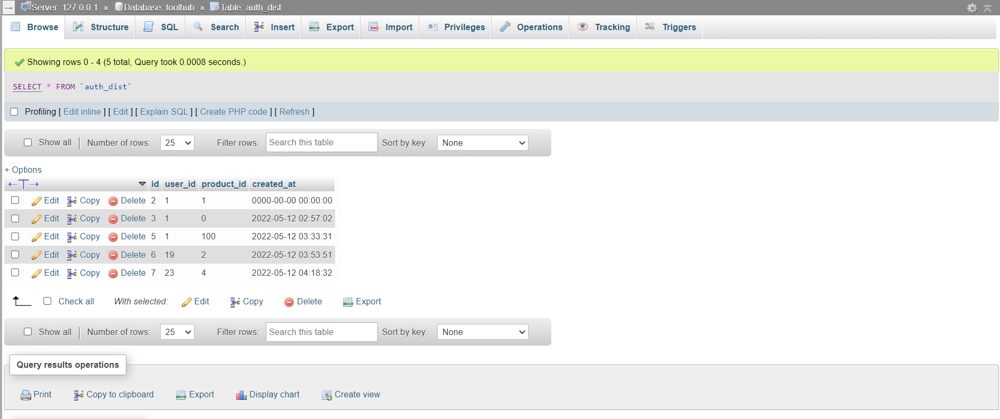 Server: 127.0.0.1 » Database: toolhub » Table: auth_dist
Browse Structure SQL Search Insert Export Import Privileges Operations Tracking Triggers
Showing rows 0 - 4 (5 total, Query took 0.0008 seconds.)
SELECT * FROM `auth_dist`
Profiling [ Edit inline ] [ Edit ] [ Explain SQL ] [ Create PHP code ] [ Refresh ]
Show all Number of rows: 25 Filter rows: Search this table Sort by key: None
+ Options
id user_id product_id created_at
Edit Copy Delete 2 1 1 0000-00-00 00:00:00
Edit Copy Delete 3 1 0 2022-05-12 02:57:02
Edit Copy Delete 5 1 100 2022-05-12 03:33:31
Edit Copy Delete 6 19 2 2022-05-12 03:53:51
Edit Copy Delete 7 23 4 2022-05-12 04:18:32
Check all With selected: Edit Copy Delete Export
Show all Number of rows: 25 Filter rows: Search this table Sort by key: None
Query results operations
Print Copy to clipboard Export Display chart Create view